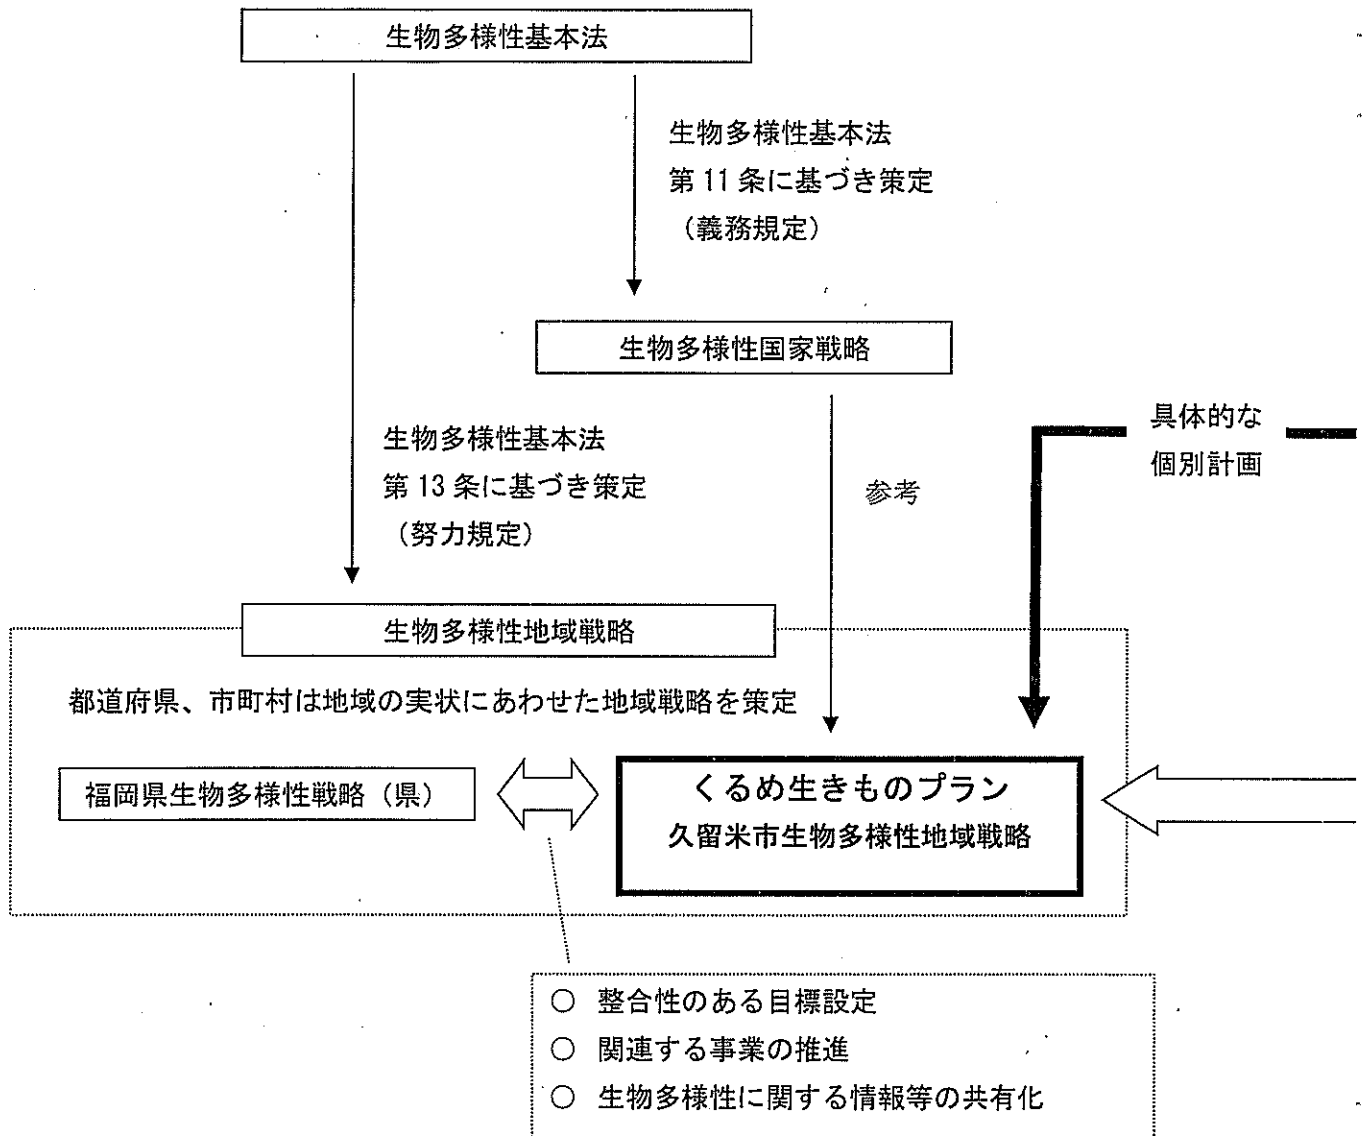 生物多様性基本法
生物多様性基本法
第11条に基づき策定
（義務規定）
生物多様性国家戦略
具体的な
個別計画
生物多様性基本法
第13条に基づき策定
（努力規定）
参考
生物多様性地域戦略
都道府県、市町村は地域の実状にあわせた地域戦略を策定
福岡県生物多様性戦略（県）
くるめ生きものプラン
久留米市生物多様性地域戦略
○ 整合性のある目標設定
○ 関連する事業の推進
○ 生物多様性に関する情報等の共有化